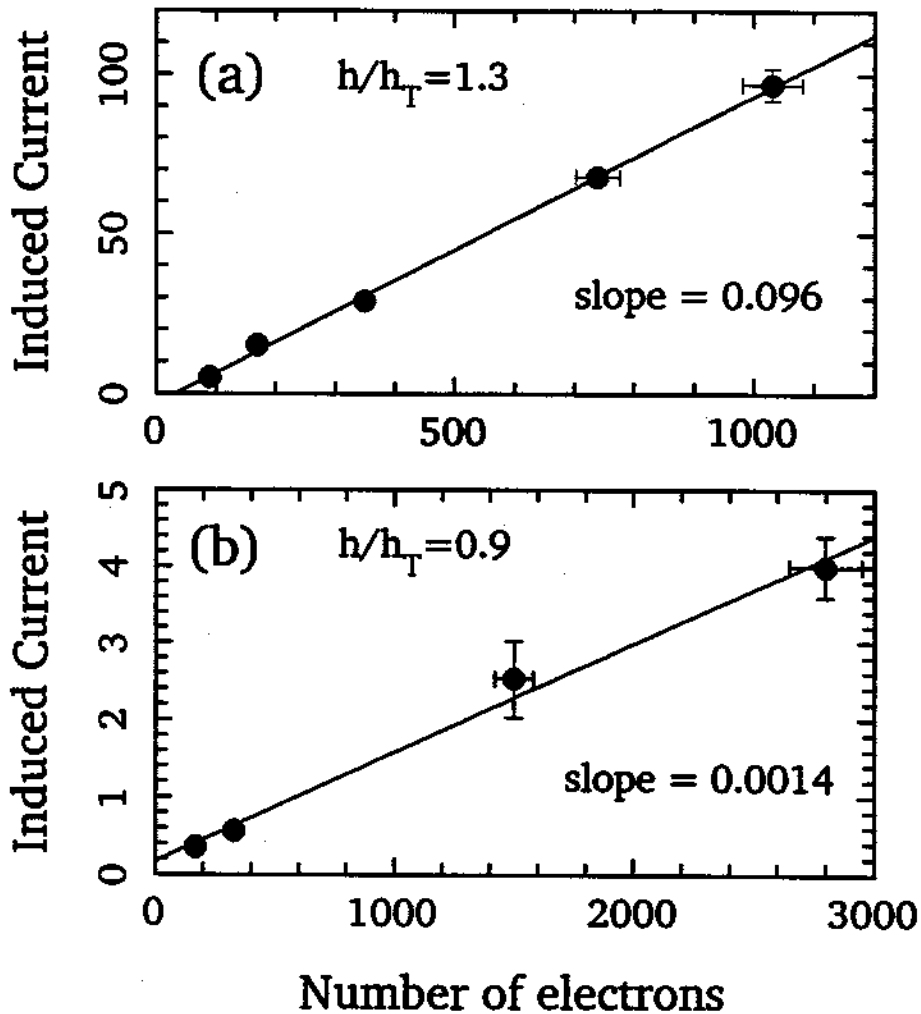 Induced Current
100
50
0
(a)
h/h_T=1.3
slope = 0.096
0 500 1000
Induced Current
5
4
3
2
1
0
(b)
h/h_T=0.9
slope = 0.0014
0 1000 2000 3000
Number of electrons